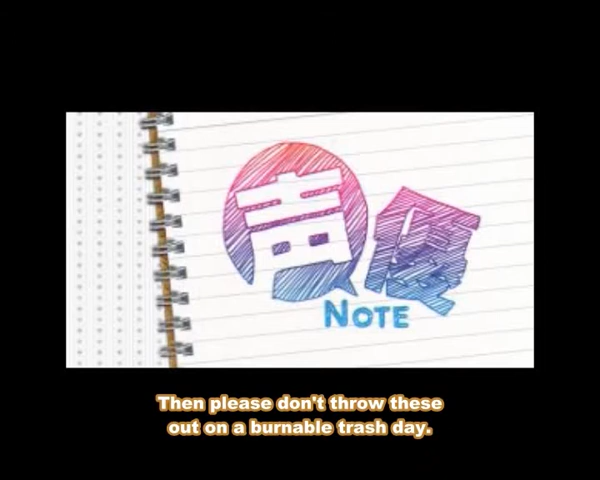 声優
NOTE
Then please don't throw these
out on a burnable trash day.